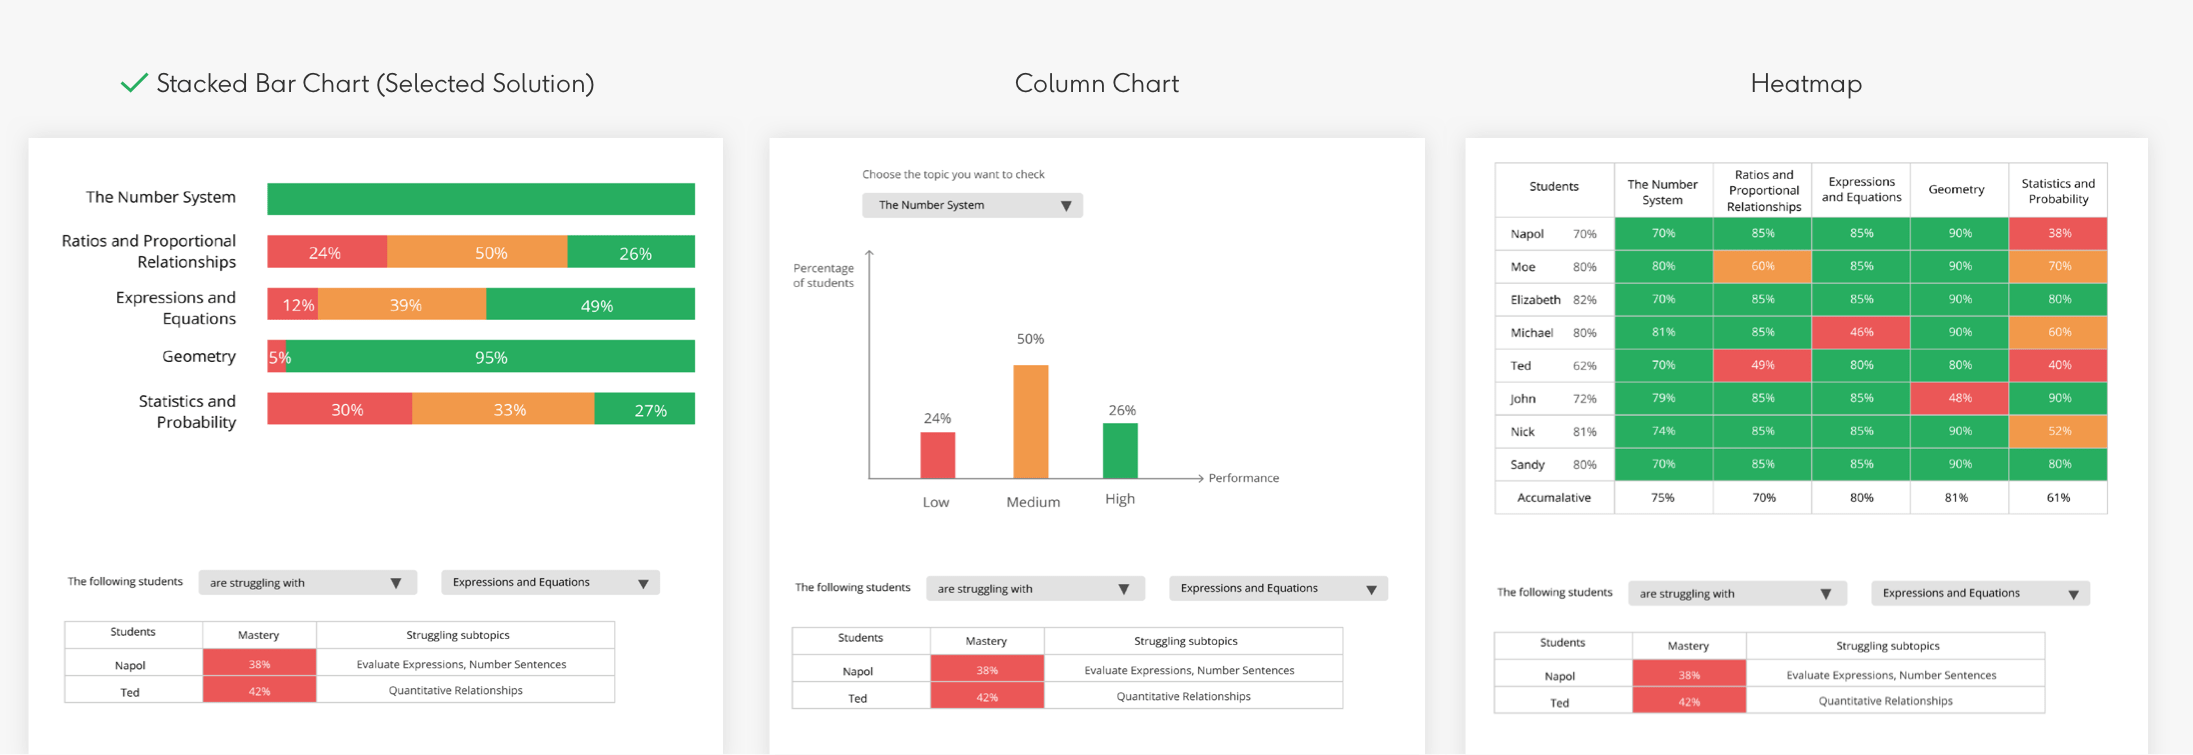 Stacked Bar Chart (Selected Solution)
The Number System
Ratios and Proportional
Relationships
24% 50% 26%
Expressions and
Equations
12% 39% 49%
Geometry
5% 95%
Statistics and
Probability
30% 33% 27%
The following students are struggling with Expressions and Equations
Students Mastery Struggling subtopics
Napol 38% Evaluate Expressions, Number Sentences
Ted 42% Quantitative Relationships
Column Chart
Choose the topic you want to check
The Number System
Percentage
of students
24% 50% 26%
Performance
Low Medium High
The following students are struggling with Expressions and Equations
Students Mastery Struggling subtopics
Napol 38% Evaluate Expressions, Number Sentences
Ted 42% Quantitative Relationships
Heatmap
Students
The Number
System
Ratios and
Proportional
Relationships
Expressions
and Equations
Geometry
Statistics and
Probability
Napol 70% 70% 85% 85% 90% 38%
Moe 80% 80% 60% 85% 90% 70%
Elizabeth 82% 70% 85% 85% 90% 80%
Michael 80% 81% 85% 46% 90% 60%
Ted 62% 70% 49% 80% 80% 40%
John 72% 79% 85% 85% 48% 90%
Nick 81% 74% 85% 85% 90% 52%
Sandy 80% 70% 85% 85% 90% 80%
Accumalative 75% 70% 80% 81% 61%
The following students are struggling with Expressions and Equations
Students Mastery Struggling subtopics
Napol 38% Evaluate Expressions, Number Sentences
Ted 42% Quantitative Relationships